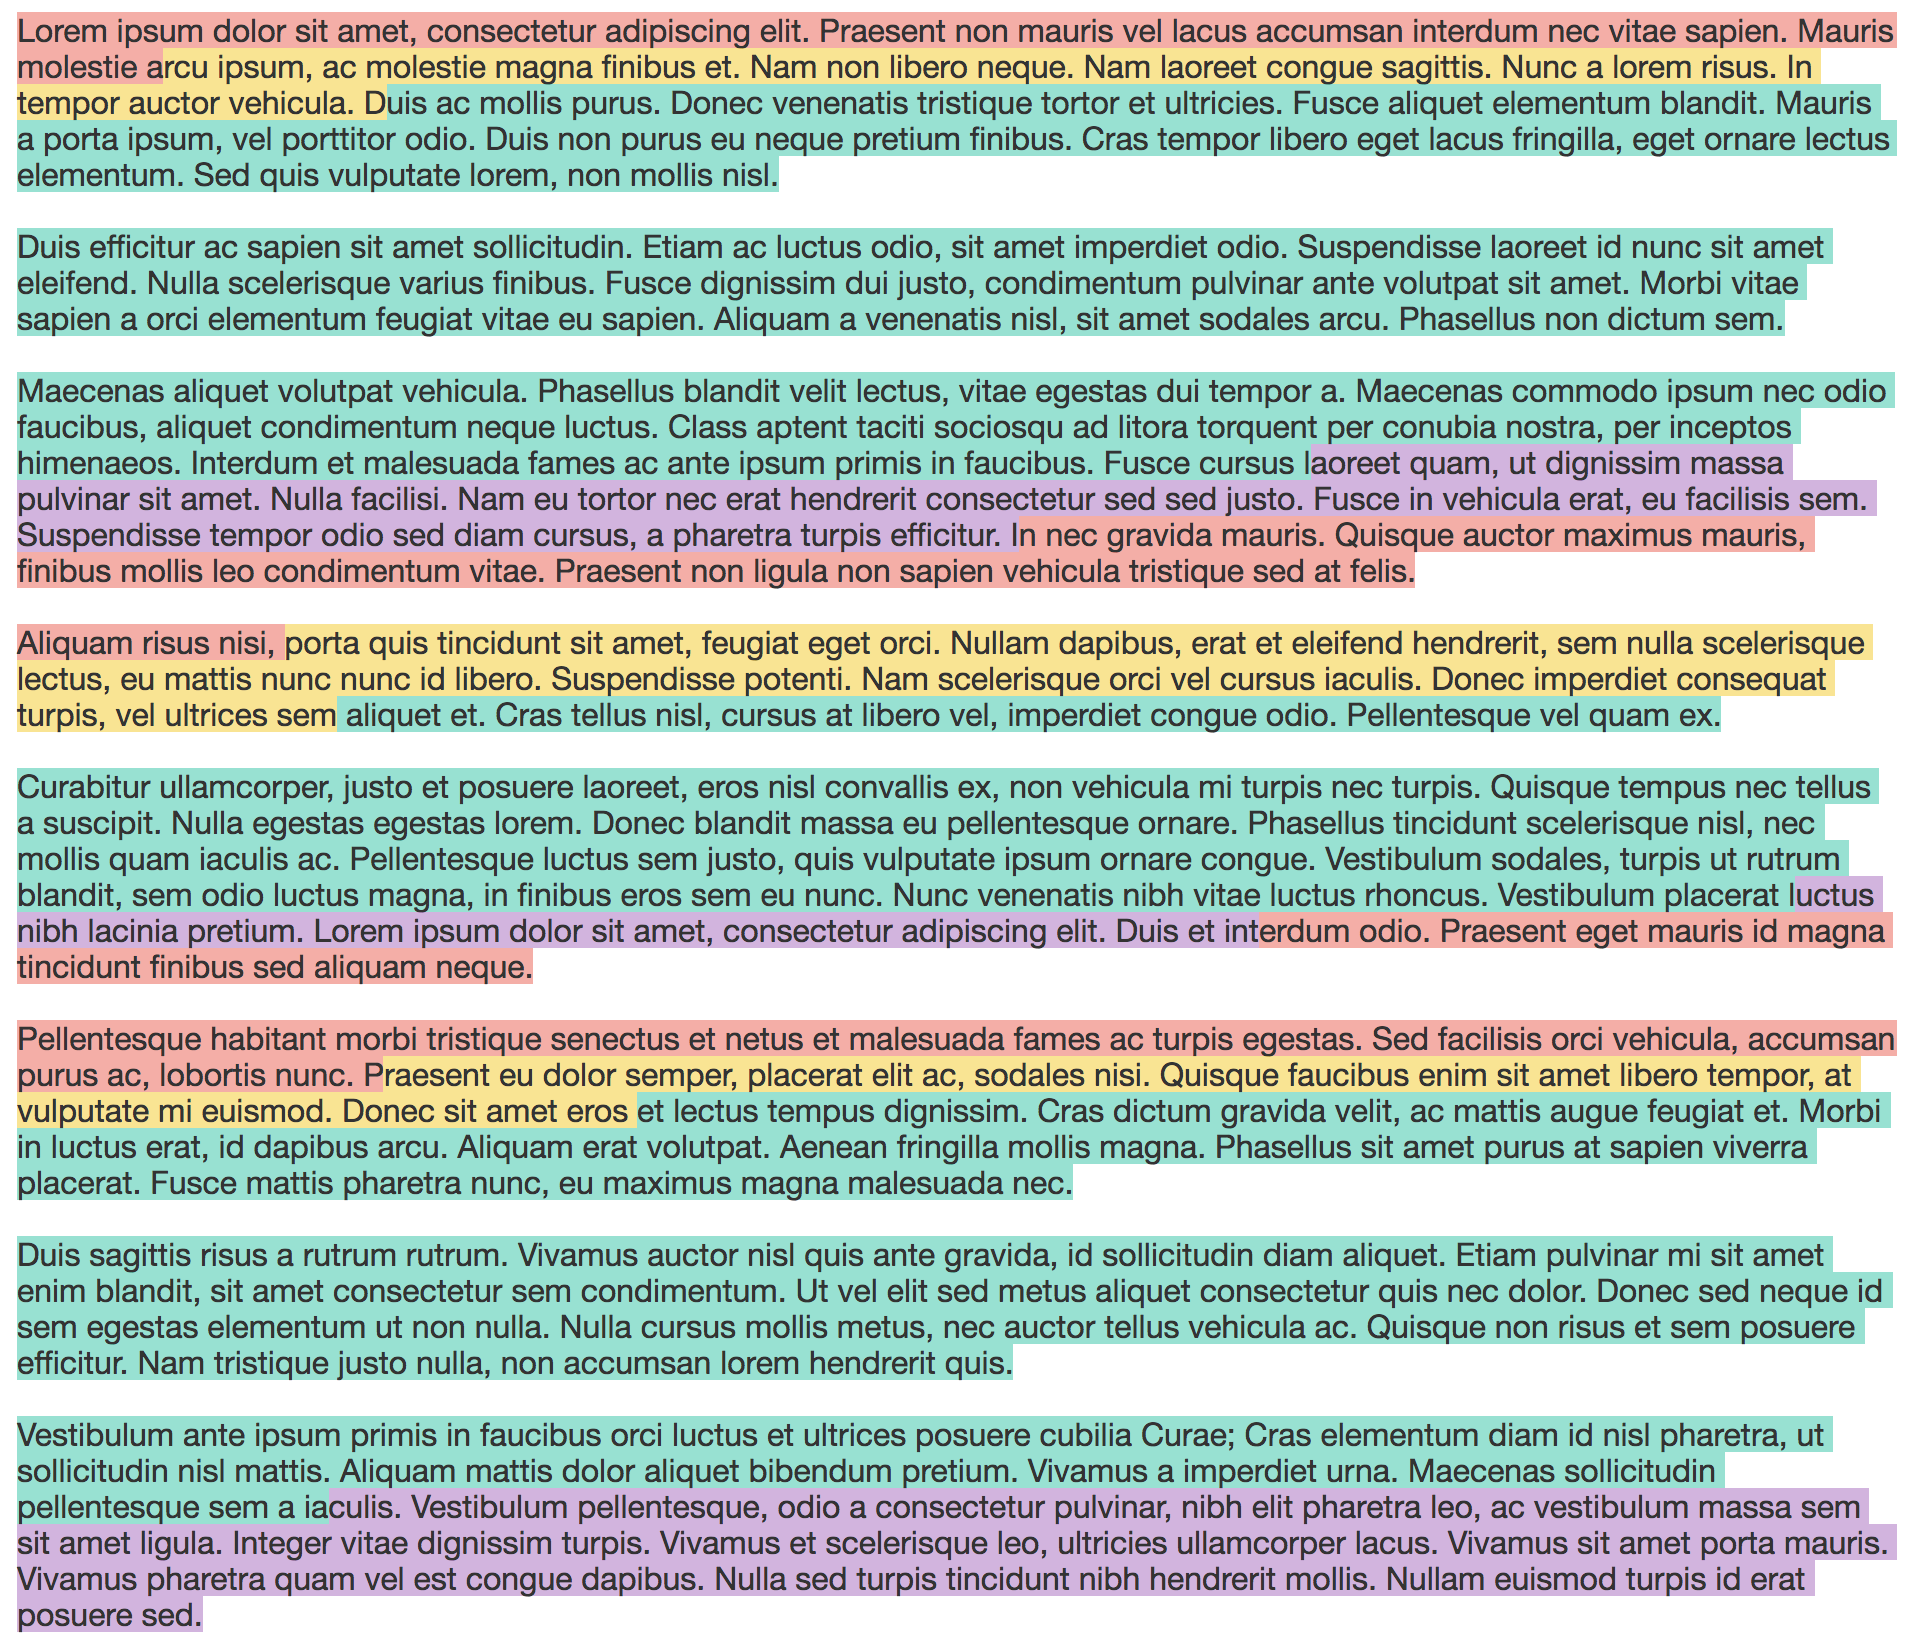 Lorem ipsum dolor sit amet, consectetur adipiscing elit. Praesent non mauris vel lacus accumsan interdum nec vitae sapien. Mauris
molestie arcu ipsum, ac molestie magna finibus et. Nam non libero neque. Nam laoreet congue sagittis. Nunc a lorem risus. In
tempor auctor vehicula. Duis ac mollis purus. Donec venenatis tristique tortor et ultricies. Fusce aliquet elementum blandit. Mauris
a porta ipsum, vel porttitor odio. Duis non purus eu neque pretium finibus. Cras tempor libero eget lacus fringilla, eget ornare lectus
elementum. Sed quis vulputate lorem, non mollis nisl.
Duis efficitur ac sapien sit amet sollicitudin. Etiam ac luctus odio, sit amet imperdiet odio. Suspendisse laoreet id nunc sit amet
eleifend. Nulla scelerisque varius finibus. Fusce dignissim dui justo, condimentum pulvinar ante volutpat sit amet. Morbi vitae
sapien a orci elementum feugiat vitae eu sapien. Aliquam a venenatis nisl, sit amet sodales arcu. Phasellus non dictum sem.
Maecenas aliquet volutpat vehicula. Phasellus blandit velit lectus, vitae egestas dui tempor a. Maecenas commodo ipsum nec odio
faucibus, aliquet condimentum neque luctus. Class aptent taciti sociosqu ad litora torquent per conubia nostra, per inceptos
himenaeos. Interdum et malesuada fames ac ante ipsum primis in faucibus. Fusce cursus laoreet quam, ut dignissim massa
pulvinar sit amet. Nulla facilisi. Nam eu tortor nec erat hendrerit consectetur sed sed justo. Fusce in vehicula erat, eu facilisis sem.
Suspendisse tempor odio sed diam cursus, a pharetra turpis efficitur. In nec gravida mauris. Quisque auctor maximus mauris,
finibus mollis leo condimentum vitae. Praesent non ligula non sapien vehicula tristique sed at felis.
Aliquam risus nisi, porta quis tincidunt sit amet, feugiat eget orci. Nullam dapibus, erat et eleifend hendrerit, sem nulla scelerisque
lectus, eu mattis nunc nunc id libero. Suspendisse potenti. Nam scelerisque orci vel cursus iaculis. Donec imperdiet consequat
turpis, vel ultrices sem aliquet et. Cras tellus nisl, cursus at libero vel, imperdiet congue odio. Pellentesque vel quam ex.
Curabitur ullamcorper, justo et posuere laoreet, eros nisl convallis ex, non vehicula mi turpis nec turpis. Quisque tempus nec tellus
a suscipit. Nulla egestas egestas lorem. Donec blandit massa eu pellentesque ornare. Phasellus tincidunt scelerisque nisl, nec
mollis quam iaculis ac. Pellentesque luctus sem justo, quis vulputate ipsum ornare congue. Vestibulum sodales, turpis ut rutrum
blandit, sem odio luctus magna, in finibus eros sem eu nunc. Nunc venenatis nibh vitae luctus rhoncus. Vestibulum placerat luctus
nibh lacinia pretium. Lorem ipsum dolor sit amet, consectetur adipiscing elit. Duis et interdum odio. Praesent eget mauris id magna
tincidunt finibus sed aliquam neque.
Pellentesque habitant morbi tristique senectus et netus et malesuada fames ac turpis egestas. Sed facilisis orci vehicula, accumsan
purus ac, lobortis nunc. Praesent eu dolor semper, placerat elit ac, sodales nisi. Quisque faucibus enim sit amet libero tempor, at
vulputate mi euismod. Donec sit amet eros et lectus tempus dignissim. Cras dictum gravida velit, ac mattis augue feugiat et. Morbi
in luctus erat, id dapibus arcu. Aliquam erat volutpat. Aenean fringilla mollis magna. Phasellus sit amet purus at sapien viverra
placerat. Fusce mattis pharetra nunc, eu maximus magna malesuada nec.
Duis sagittis risus a rutrum rutrum. Vivamus auctor nisl quis ante gravida, id sollicitudin diam aliquet. Etiam pulvinar mi sit amet
enim blandit, sit amet consectetur sem condimentum. Ut vel elit sed metus aliquet consectetur quis nec dolor. Donec sed neque id
sem egestas elementum ut non nulla. Nulla cursus mollis metus, nec auctor tellus vehicula ac. Quisque non risus et sem posuere
efficitur. Nam tristique justo nulla, non accumsan lorem hendrerit quis.
Vestibulum ante ipsum primis in faucibus orci luctus et ultrices posuere cubilia Curae; Cras elementum diam id nisl pharetra, ut
sollicitudin nisl mattis. Aliquam mattis dolor aliquet bibendum pretium. Vivamus a imperdiet urna. Maecenas sollicitudin
pellentesque sem a iaculis. Vestibulum pellentesque, odio a consectetur pulvinar, nibh elit pharetra leo, ac vestibulum massa sem
sit amet ligula. Integer vitae dignissim turpis. Vivamus et scelerisque leo, ultricies ullamcorper lacus. Vivamus sit amet porta mauris.
Vivamus pharetra quam vel est congue dapibus. Nulla sed turpis tincidunt nibh hendrerit mollis. Nullam euismod turpis id erat
posuere sed.